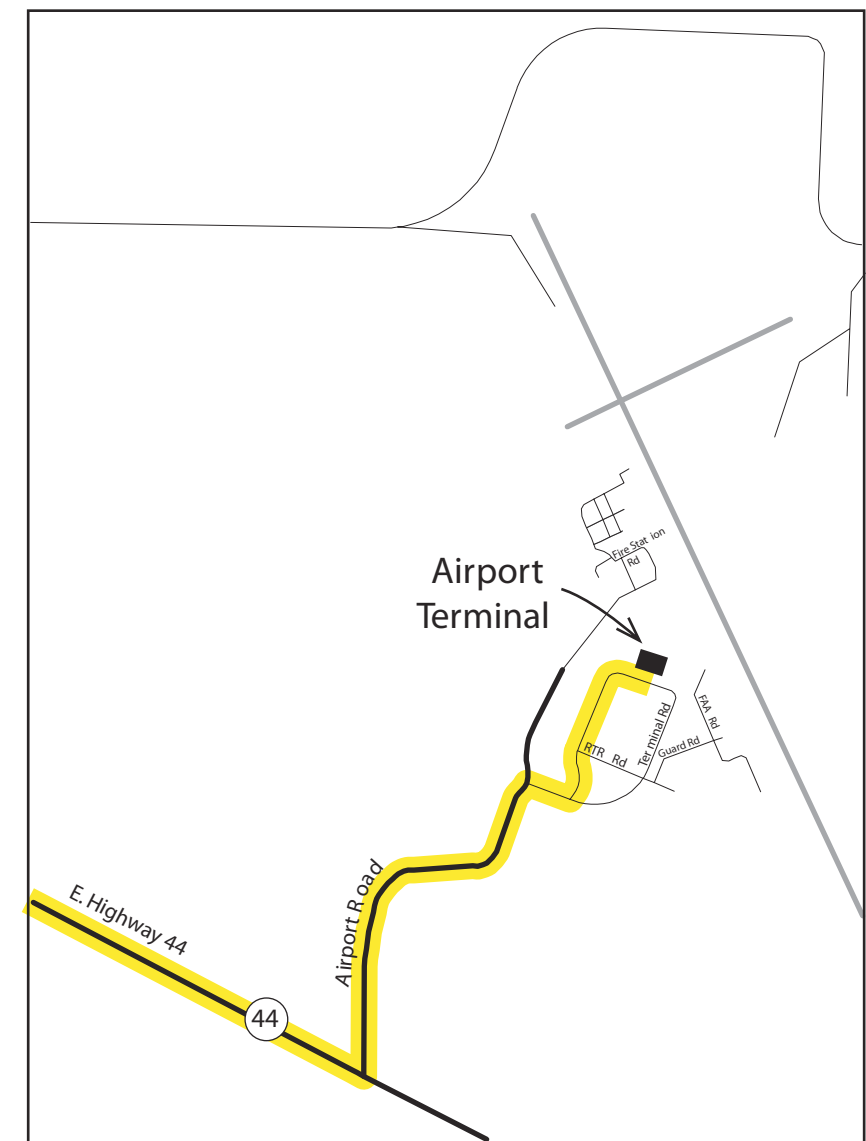 Fire Stat ion
Rd
Airport
Terminal
FAA Rd
Ter minal Rd
Guard Rd
RTR Rd
Airport R oad
E. Highway 44
44